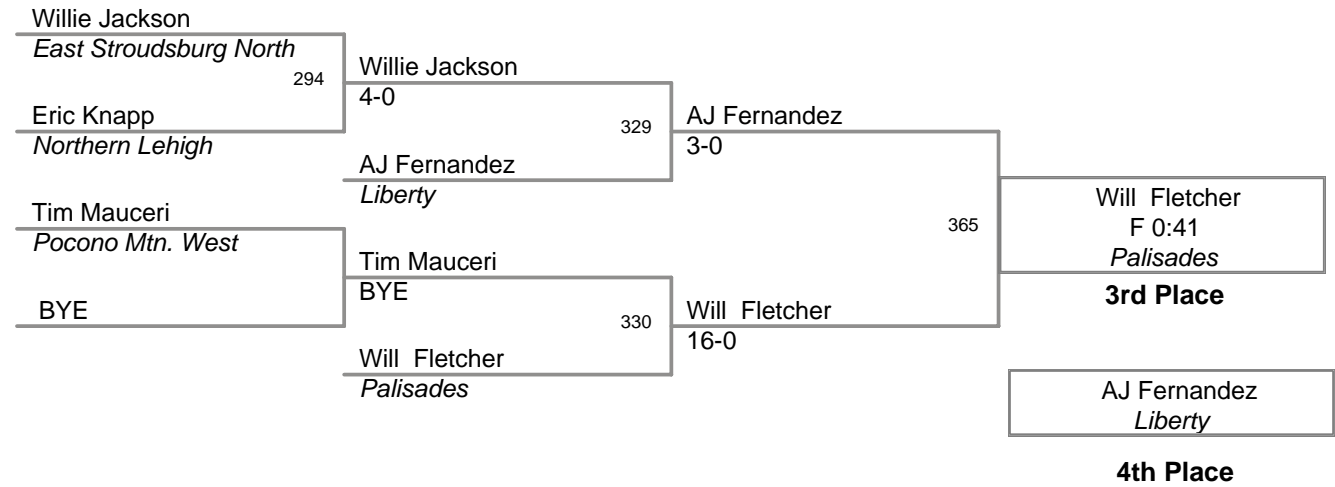 Willie Jackson
East Stroudsburg North
294
Eric Knapp
Northern Lehigh
Tim Mauceri
Pocono Mtn. West
BYE
Willie Jackson
4-0
329
AJ Fernandez
Liberty
Tim Mauceri
BYE
330
Will Fletcher
Palisades
AJ Fernandez
3-0
365
Will Fletcher
16-0
Will Fletcher
F 0:41
Palisades
3rd Place
AJ Fernandez
Liberty
4th Place